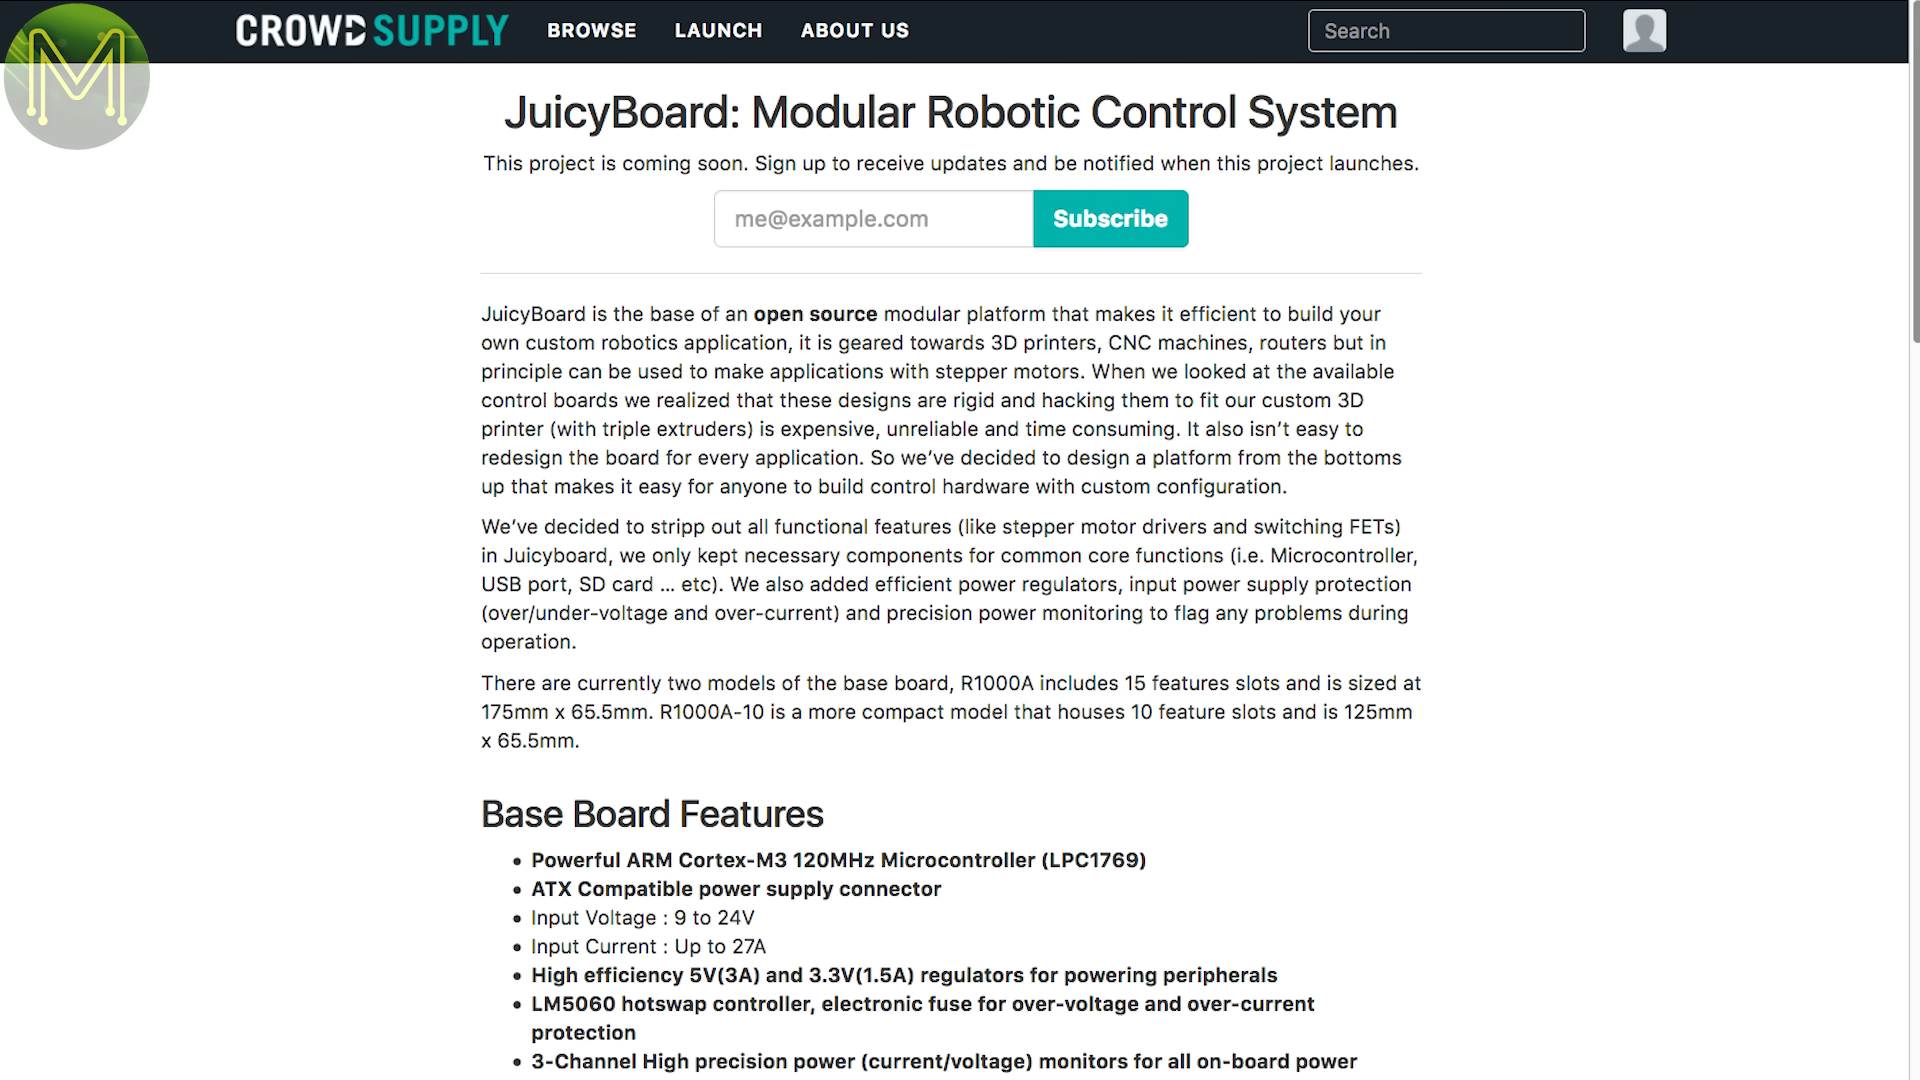 CROWD SUPPLY BROWSE LAUNCH ABOUT US Search
M
JuicyBoard: Modular Robotic Control System
This project is coming soon. Sign up to receive updates and be notified when this project launches.
me@example.com Subscribe
JuicyBoard is the base of an open source modular platform that makes it efficient to build your
own custom robotics application, it is geared towards 3D printers, CNC machines, routers but in
principle can be used to make applications with stepper motors. When we looked at the available
control boards we realized that these designs are rigid and hacking them to fit our custom 3D
printer (with triple extruders) is expensive, unreliable and time consuming. It also isn’t easy to
redesign the board for every application. So we’ve decided to design a platform from the bottoms
up that makes it easy for anyone to build control hardware with custom configuration.
We’ve decided to stripp out all functional features (like stepper motor drivers and switching FETs)
in Juicyboard, we only kept necessary components for common core functions (i.e. Microcontroller,
USB port, SD card ... etc). We also added efficient power regulators, input power supply protection
(over/under-voltage and over-current) and precision power monitoring to flag any problems during
operation.
There are currently two models of the base board, R1000A includes 15 features slots and is sized at
175mm x 65.5mm. R1000A-10 is a more compact model that houses 10 feature slots and is 125mm
x 65.5mm.
Base Board Features
• Powerful ARM Cortex-M3 120MHz Microcontroller (LPC1769)
• ATX Compatible power supply connector
• Input Voltage : 9 to 24V
• Input Current : Up to 27A
• High efficiency 5V(3A) and 3.3V(1.5A) regulators for powering peripherals
• LM5060 hotswap controller, electronic fuse for over-voltage and over-current
protection
• 3-Channel High precision power (current/voltage) monitors for all on-board power